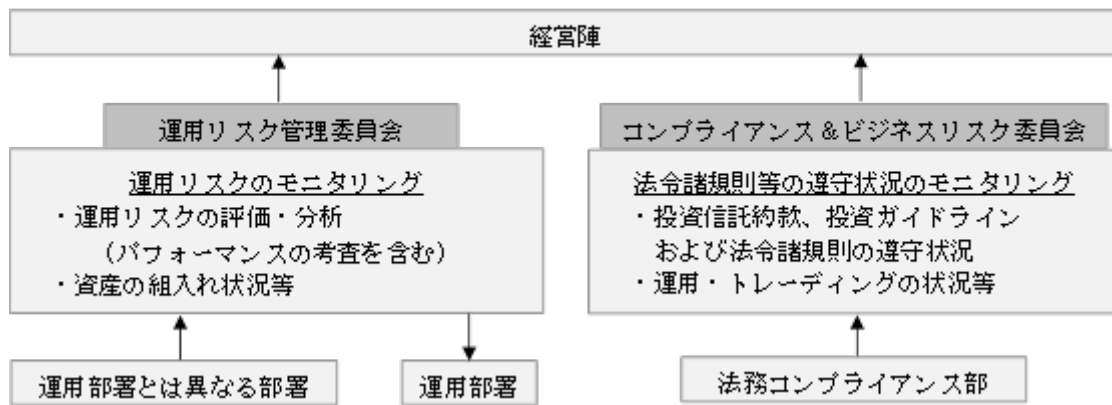 経営陣
運用リスク管理委員会
運用リスクのモニタリング
・運用リスクの評価・分析
（パフォーマンスの考査を含む）
・資産の組入れ状況等
運用部署とは異なる部署
運用部署
コンプライアンス＆ビジネスリスク委員会
法令諸規則等の遵守状況のモニタリング
・投資信託約款、投資ガイドライン
および法令諸規則の遵守状況
・運用・トレーディングの状況等
法務コンプライアンス部